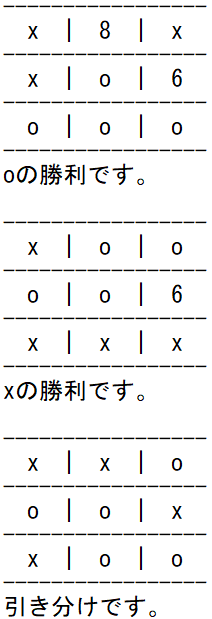 x | 8 | x
x | o | 6
o | o | o
oの勝利です。
x | o | o
o | o | 6
x | x | x
xの勝利です。
x | x | o
o | o | x
x | o | o
引き分けです。